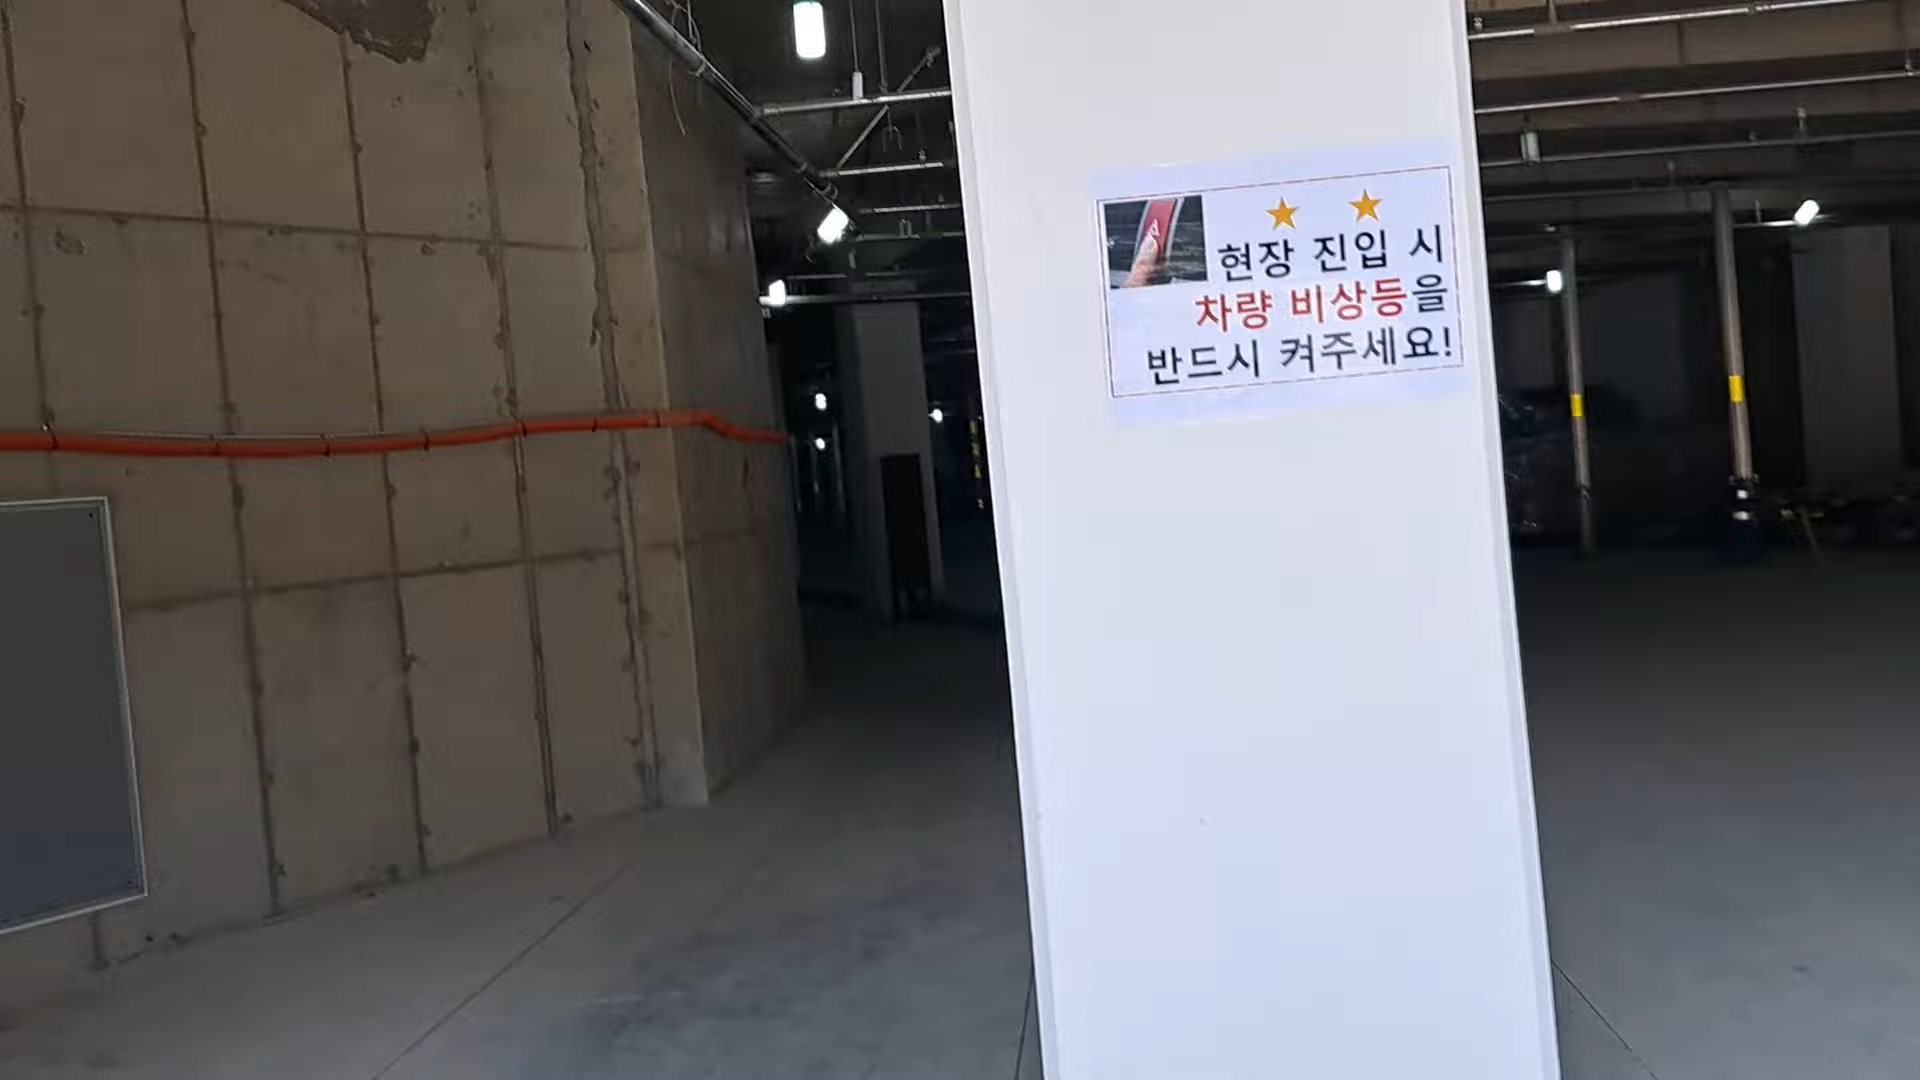 현장 진입 시
차량 비상등을
반드시 켜주세요!